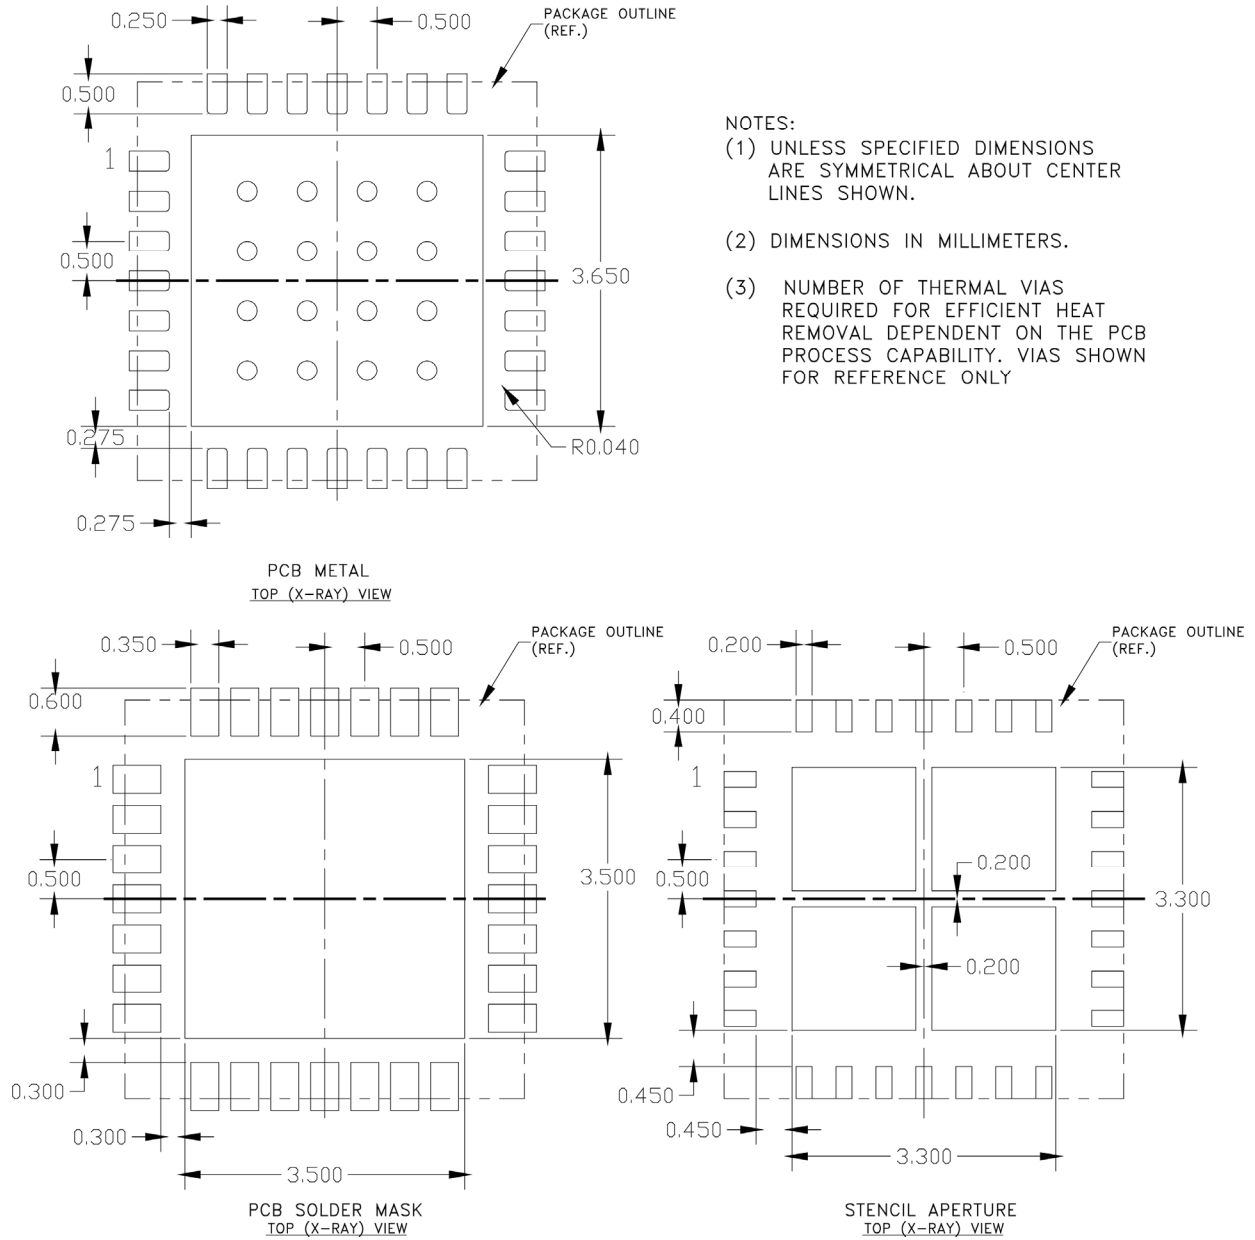 0.250
0.500
PACKAGE OUTLINE
(REF.)
0.500
1
0.500
3.650
0.275
R0.040
0.275
PCB METAL
TOP (X-RAY) VIEW
NOTES:
(1) UNLESS SPECIFIED DIMENSIONS
ARE SYMMETRICAL ABOUT CENTER
LINES SHOWN.
(2) DIMENSIONS IN MILLIMETERS.
(3) NUMBER OF THERMAL VIAS
REQUIRED FOR EFFICIENT HEAT
REMOVAL DEPENDENT ON THE PCB
PROCESS CAPABILITY. VIAS SHOWN
FOR REFERENCE ONLY
0.350
0.500
PACKAGE OUTLINE
(REF.)
0.600
1
0.500
3.500
0.300
0.300
3.500
PCB SOLDER MASK
TOP (X-RAY) VIEW
0.200
0.500
PACKAGE OUTLINE
(REF.)
0.400
1
0.200
0.500
3.300
0.200
0.450
0.450
3.300
STENCIL APERTURE
TOP (X-RAY) VIEW